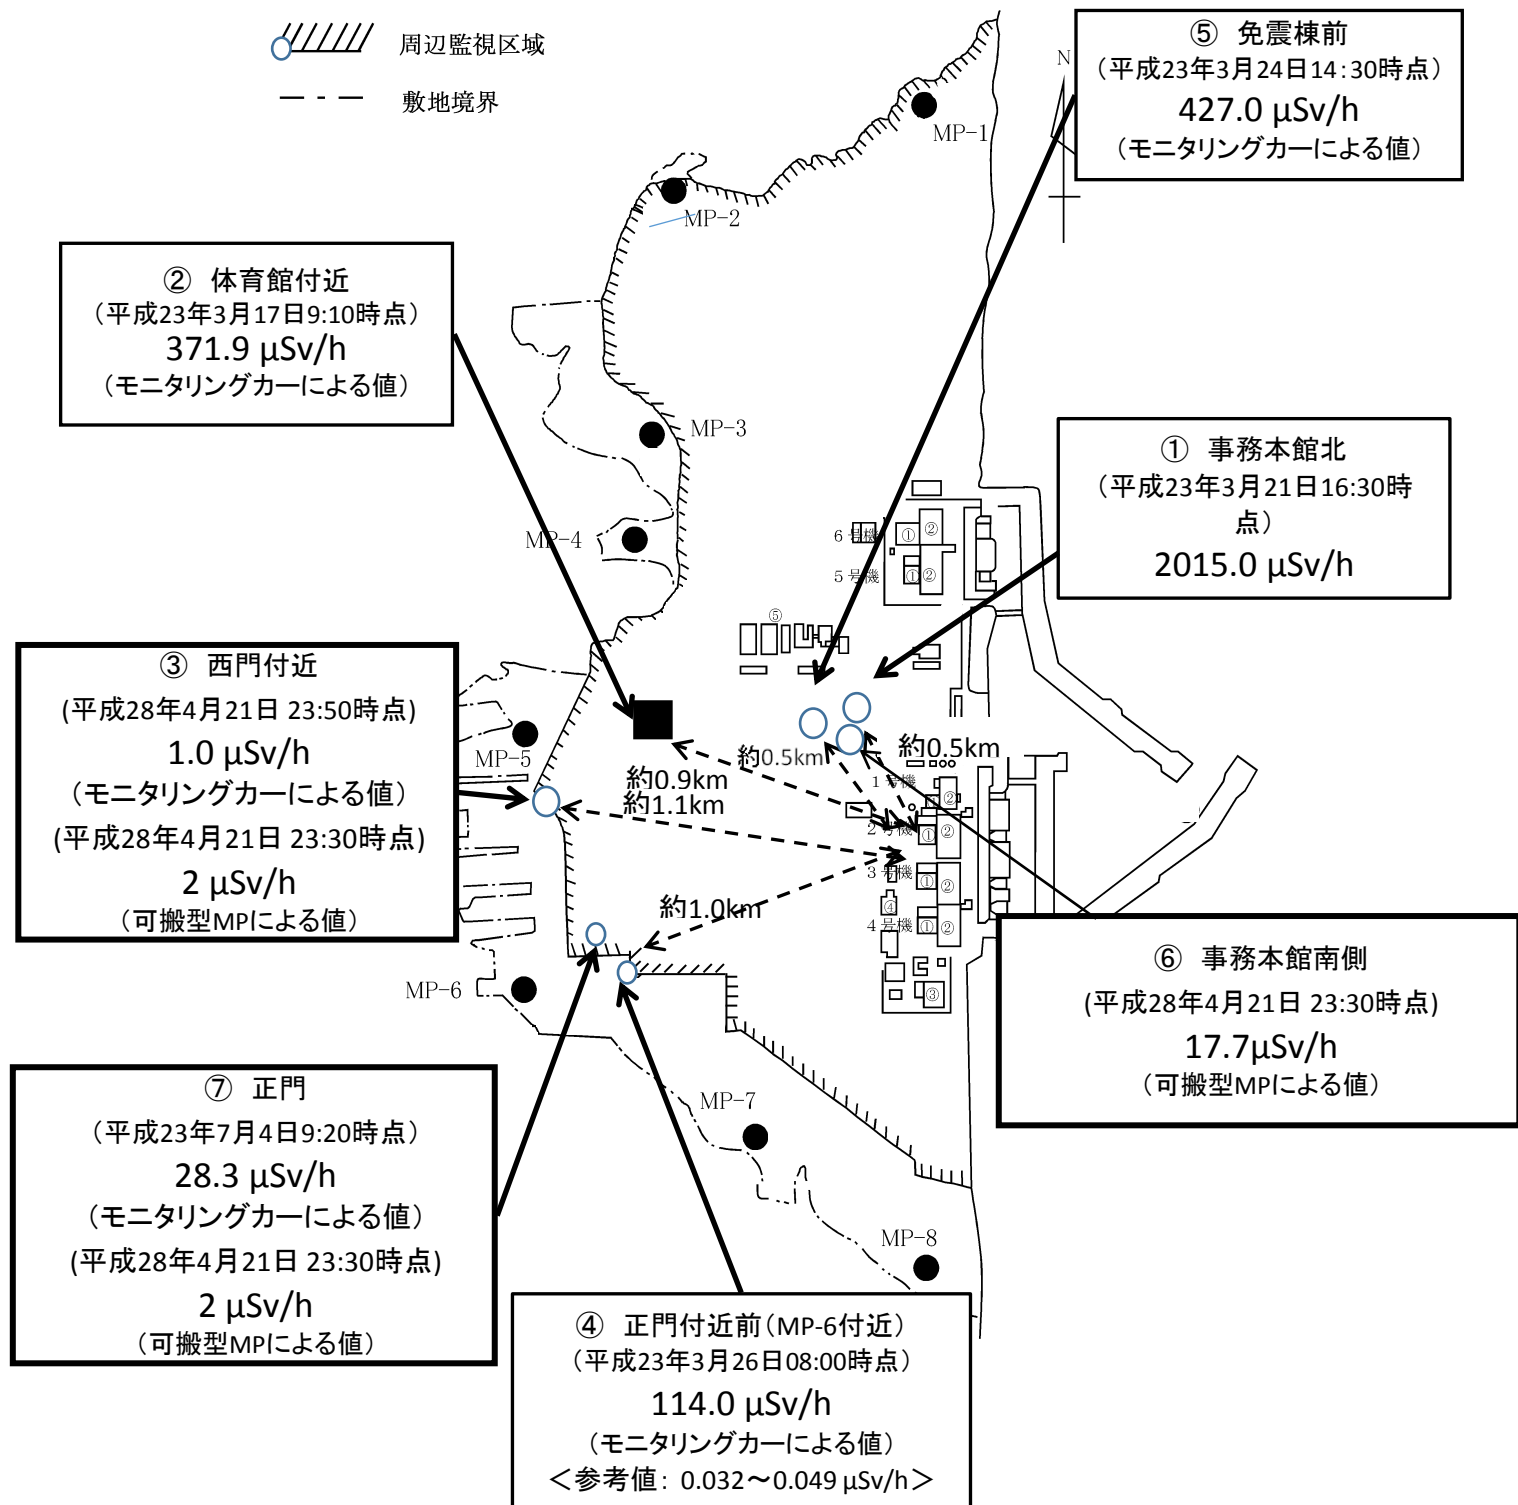 周辺監視区域
敷地境界
N
⑤ 免震棟前
（平成23年3月24日14:30時点）
427.0 μSv/h
（モニタリングカーによる値）
MP-1
MP-2
② 体育館付近
（平成23年3月17日9:10時点）
371.9 μSv/h
（モニタリングカーによる値）
MP-3
① 事務本館北
（平成23年3月21日16:30時
点）
2015.0 μSv/h
MP-4
6号機
① ②
5号機
① ②
⑤
③ 西門付近
(平成28年4月21日 23:50時点)
1.0 μSv/h
（モニタリングカーによる値）
(平成28年4月21日 23:30時点)
2 μSv/h
（可搬型MPによる値）
MP-5
約0.5km
約0.5km
約0.9km
約1.1km
1号機
① ②
2号機
① ②
3号機
① ②
④
4号機
① ②
③
約1.0km
MP-6
⑥ 事務本館南側
(平成28年4月21日 23:30時点)
17.7μSv/h
（可搬型MPによる値）
⑦ 正門
（平成23年7月4日9:20時点）
28.3 μSv/h
（モニタリングカーによる値）
(平成28年4月21日 23:30時点)
2 μSv/h
（可搬型MPによる値）
MP-7
MP-8
④ 正門付近前（MP-6付近）
（平成23年3月26日08:00時点）
114.0 μSv/h
（モニタリングカーによる値）
＜参考値： 0.032～0.049 μSv/h＞